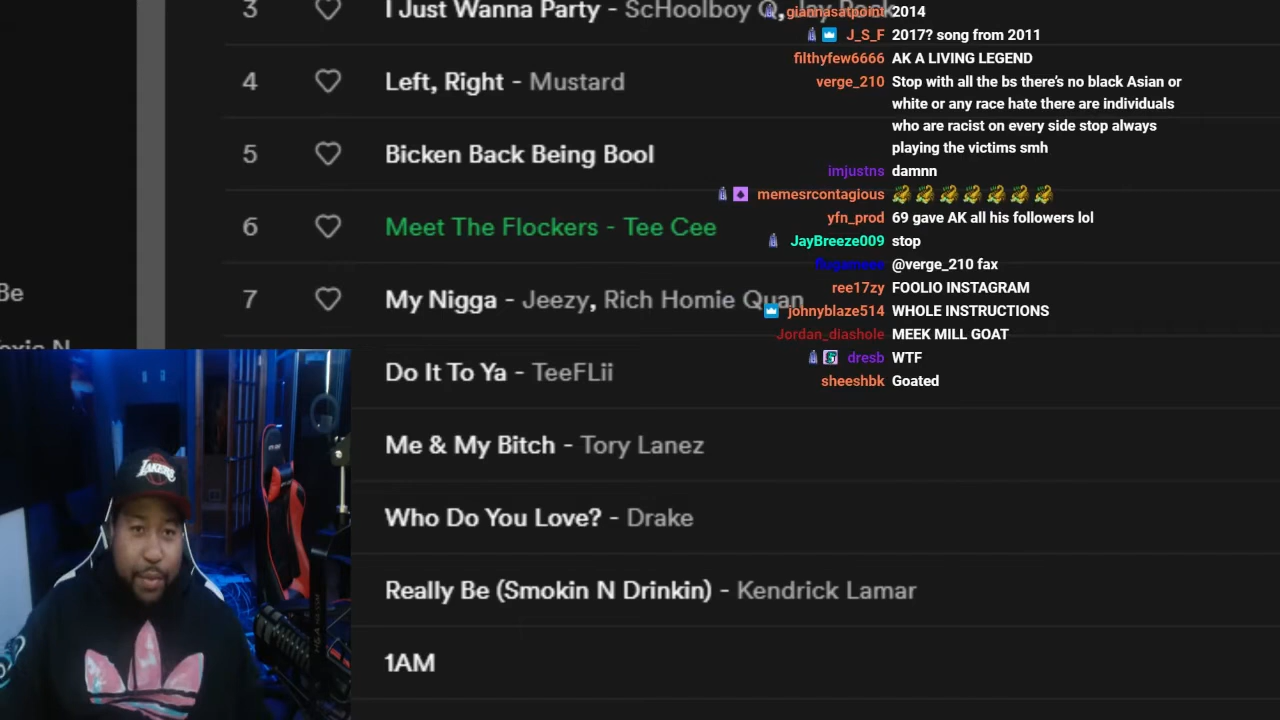 3 I Just Wanna Party - ScHoolboy Q, Jay Rock
4 Left, Right - Mustard
5 Bicken Back Being Bool
6 Meet The Flockers - Tee Cee
7 My Nigga - Jeezy, Rich Homie Quan
Do It To Ya - TeeFLii
Me & My Bitch - Tory Lanez
Who Do You Love? - Drake
Really Be (Smokin N Drinkin) - Kendrick Lamar
1AM
Be
N
giannasatpoint 2014
J_S_F 2017? song from 2011
filthyfew6666 AK A LIVING LEGEND
verge_210 Stop with all the bs there's no black Asian or
white or any race hate there are individuals
who are racist on every side stop always
playing the victims smh
imjustns damnn
memesrcontagious
yfn_prod 69 gave AK all his followers lol
JayBreeze009 stop
@verge_210 fax
ree17zy FOOLIO INSTAGRAM
johnyblaze514 WHOLE INSTRUCTIONS
Jordan_diashole MEEK MILL GOAT
dresb WTF
sheeshbk Goated
LAKERS